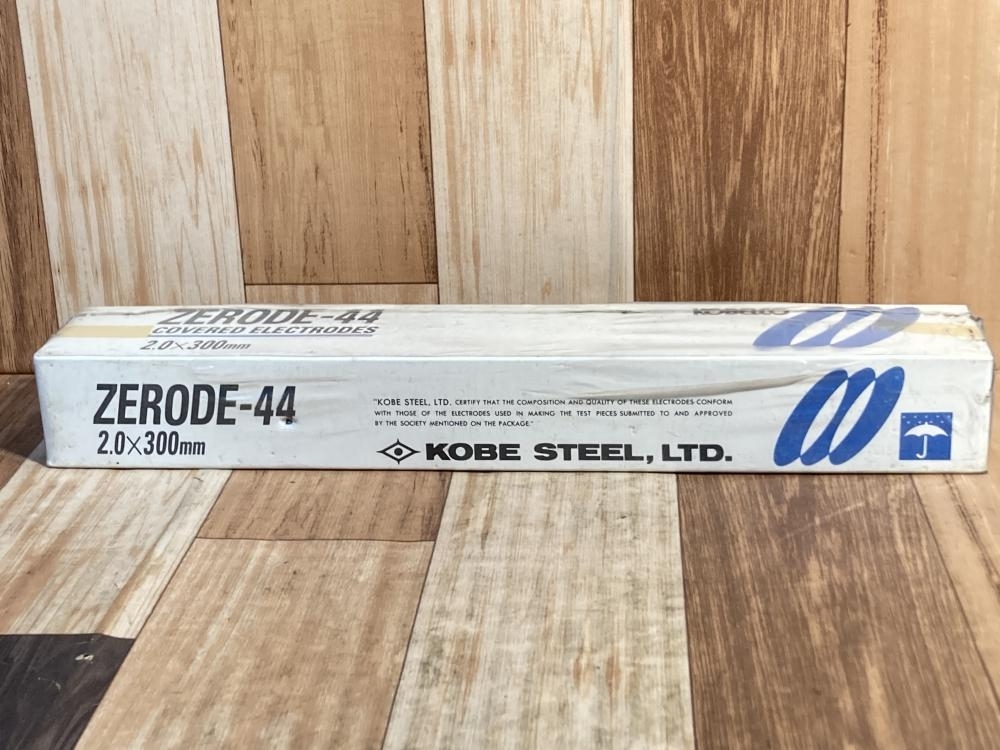 ZERODE-44
COVERED ELECTRODES
2.0×300mm
KOBELCO
ZERODE-44
2.0×300mm
"KOBE STEEL, LTD. CERTIFY THAT THE COMPOSITION AND QUALITY OF THESE ELECTRODES CONFORM
WITH THOSE OF THE ELECTRODES USED IN MAKING THE TEST PIECES SUBMITTED TO AND APPROVED
BY THE SOCIETY MENTIONED ON THE PACKAGE."
KOBE STEEL, LTD.